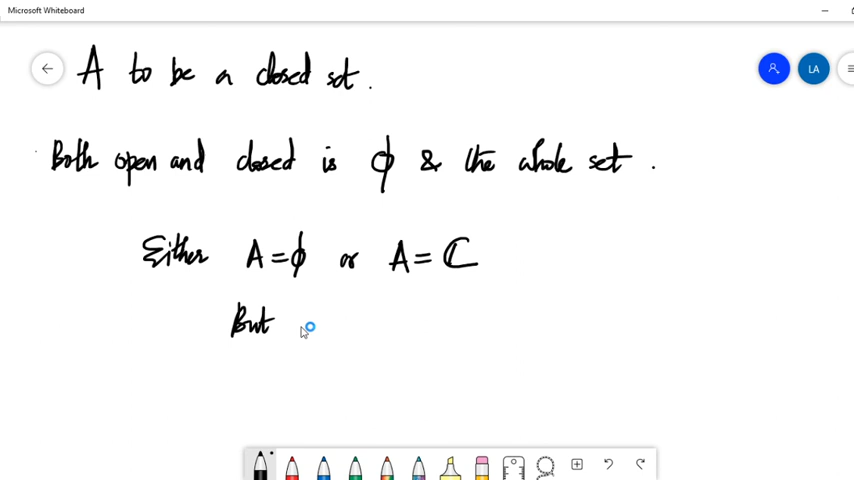 Microsoft Whiteboard
A to be a closed set.
LA
Both open and closed is ϕ & the whole set.
Either A = ϕ or A = ℂ
But